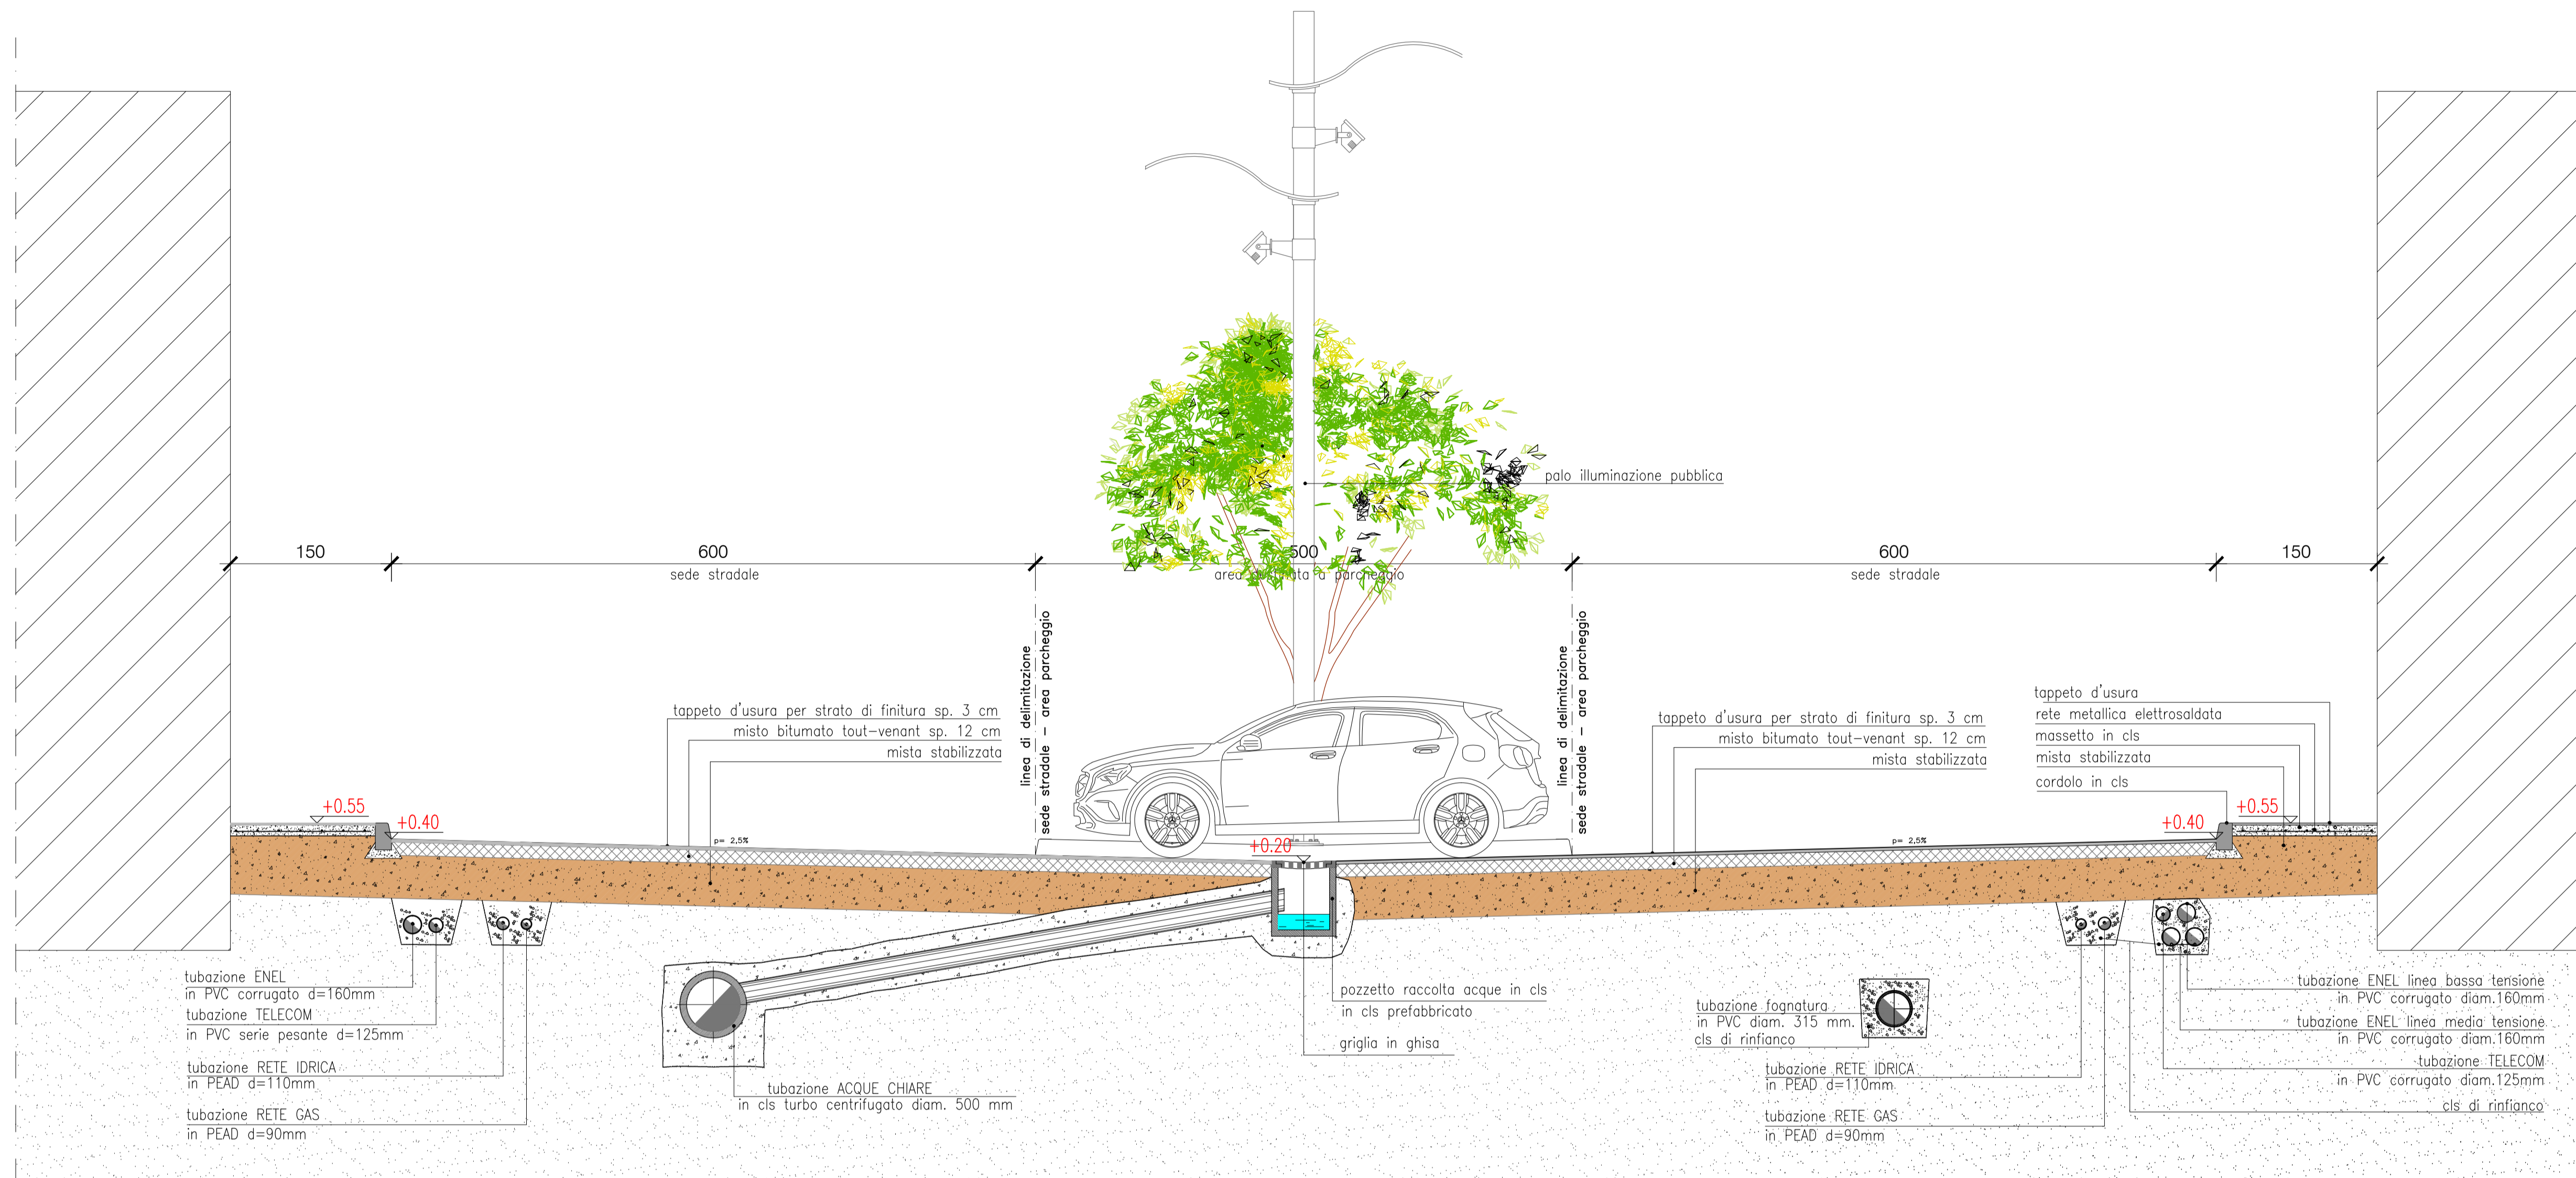 palo illuminazione pubblica
150
600
500
600
150
sede stradale
area destinata a parcheggio
sede stradale
linea di delimitazione
sede stradale - area parcheggio
linea di delimitazione
sede stradale - area parcheggio
tappeto d'usura per strato di finitura sp. 3 cm
misto bitumato tout-venant sp. 12 cm
mista stabilizzata
tappeto d'usura per strato di finitura sp. 3 cm
misto bitumato tout-venant sp. 12 cm
mista stabilizzata
tappeto d'usura
rete metallica elettrosaldata
massetto in cls
mista stabilizzata
cordolo in cls
+0.55
+0.40
p= 2,5%
+0.20
p= 2,5%
+0.40
+0.55
tubazione ENEL
in PVC corrugato d=160mm
tubazione TELECOM
in PVC serie pesante d=125mm
tubazione RETE IDRICA
in PEAD d=110mm
tubazione RETE GAS
in PEAD d=90mm
tubazione ACQUE CHIARE
in cls turbo centrifugato diam. 500 mm
pozzetto raccolta acque in cls
in cls prefabbricato
griglia in ghisa
tubazione fognatura
in PVC diam. 315 mm.
cls di rinfianco
tubazione RETE IDRICA
in PEAD d=110mm
tubazione RETE GAS
in PEAD d=90mm
tubazione ENEL linea bassa tensione
in PVC corrugato diam.160mm
tubazione ENEL linea media tensione
in PVC corrugato diam.160mm
tubazione TELECOM
in PVC corrugato diam.125mm
cls di rinfianco